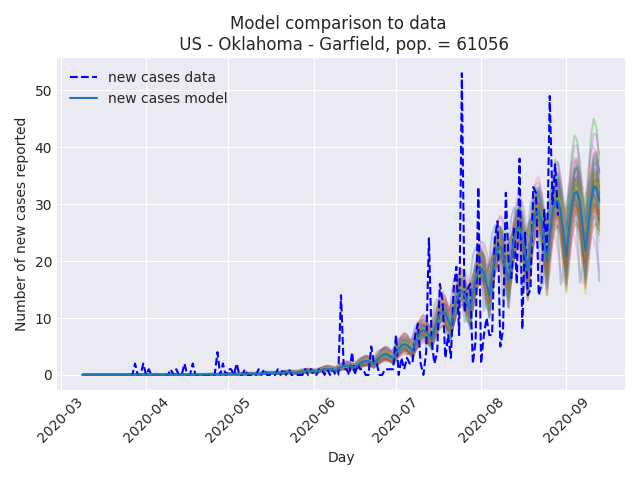 Model comparison to data
US - Oklahoma - Garfield, pop. = 61056
new cases data
new cases model
Number of new cases reported
50
40
30
20
10
0
2020-03
2020-04
2020-05
2020-06
2020-07
2020-08
2020-09
Day